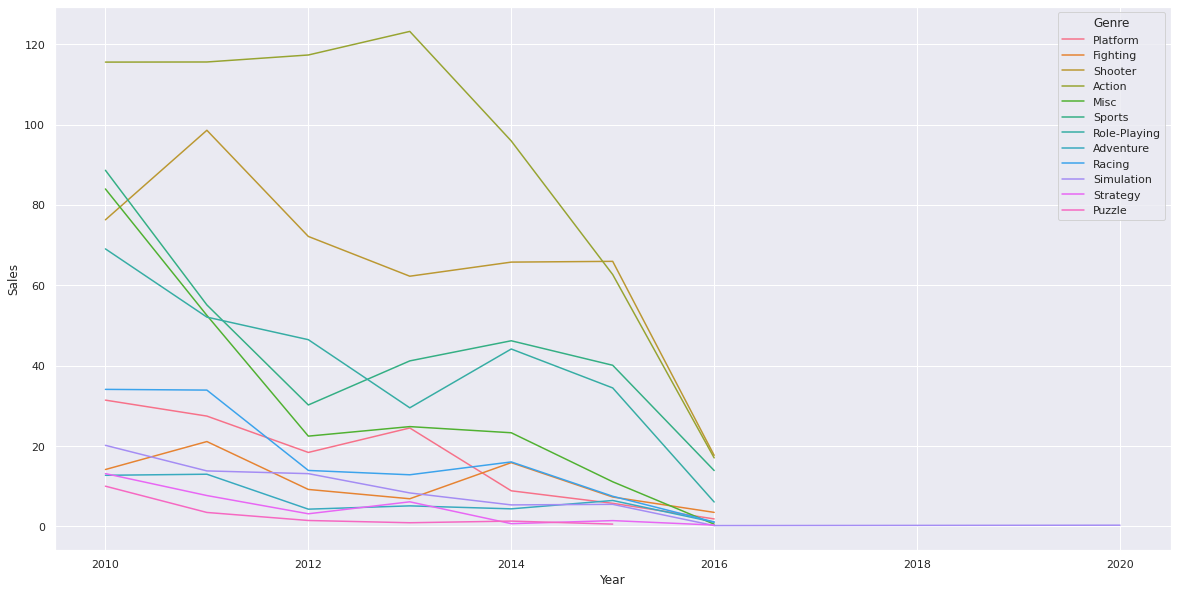 Genre
Platform
Fighting
Shooter
Action
Misc
Sports
Role-Playing
Adventure
Racing
Simulation
Strategy
Puzzle
Sales
120
100
80
60
40
20
0
2010 2012 2014 2016 2018 2020
Year